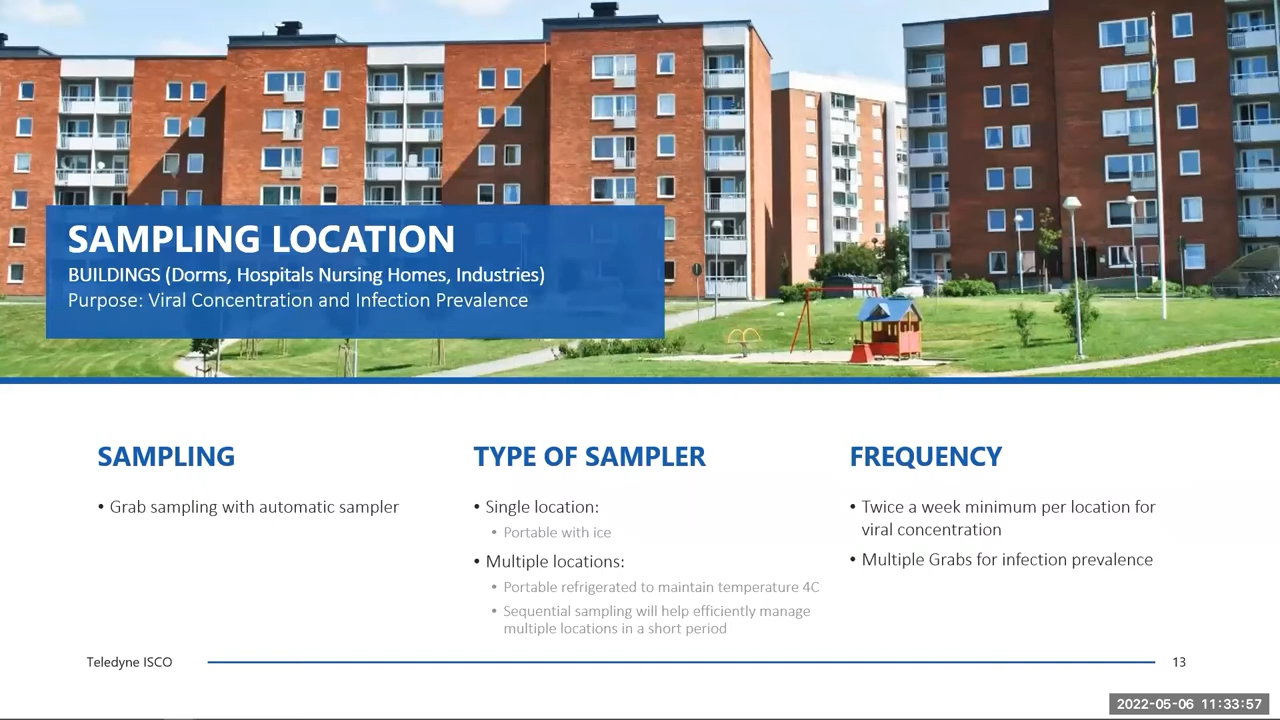 SAMPLING LOCATION
BUILDINGS (Dorms, Hospitals Nursing Homes, Industries)
Purpose: Viral Concentration and Infection Prevalence
SAMPLING
• Grab sampling with automatic sampler
TYPE OF SAMPLER
• Single location:
• Portable with ice
• Multiple locations:
• Portable refrigerated to maintain temperature 4C
• Sequential sampling will help efficiently manage
multiple locations in a short period
FREQUENCY
• Twice a week minimum per location for
viral concentration
• Multiple Grabs for infection prevalence
Teledyne ISCO
13
2022-05-06 11:33:57